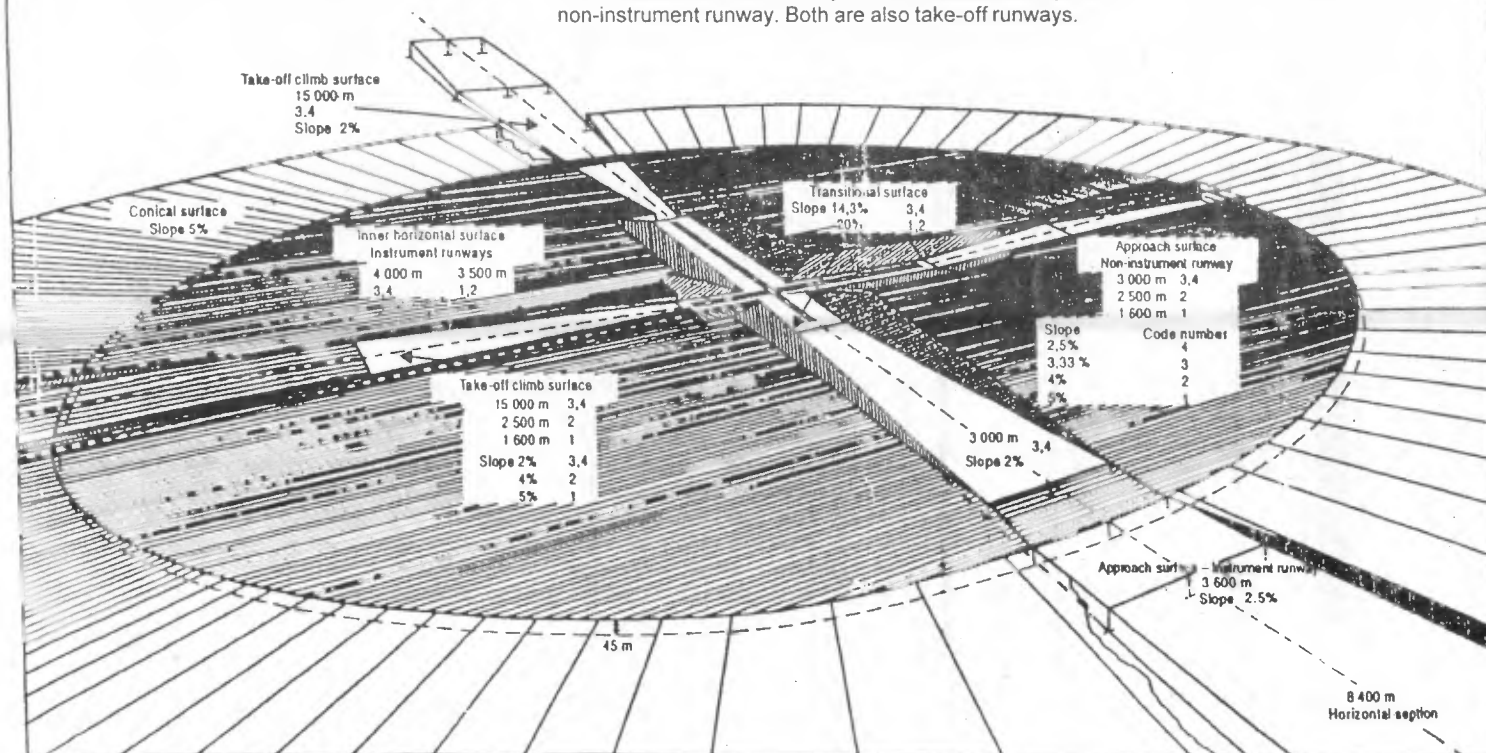 non-instrument runway. Both are also take-off runways.
Take-off climb surface
15 000 m
3.4
Slope 2%
Conical surface
Slope 5%
Inner horizontal surface
Instrument runways
4 000 m 3 500 m
3,4 1,2
Transitional surface
Slope 14,3% 3,4
20% 1,2
Approach surface
Non-instrument runway
3 000 m 3,4
2 500 m 2
1 600 m 1
Slope Code number
2,5% 4
3,33 % 3
4% 2
5% 1
Take-off climb surface
15 000 m 3,4
2 500 m 2
1 600 m 1
Slope 2% 3,4
4% 2
5% 1
3 000 m 3,4
Slope 2%
Approach surface – Instrument runway
3 600 m
Slope 2.5%
45 m
8 400 m
Horizontal section